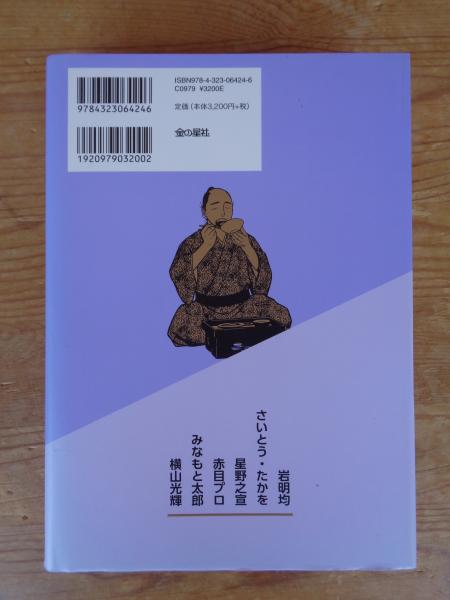 ISBN978-4-323-06424-6
C0979 ¥3200E
定価（本体3,200円+税）
金の星社
9784323064246
1920979032002
岩明均
さいとう・たかを
星野之宣
赤目プロ
みなもと太郎
横山光輝